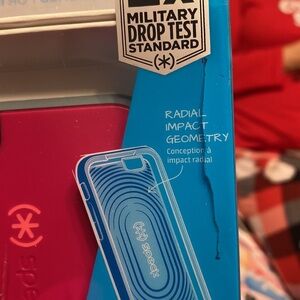 MILITARY
DROP TEST
STANDARD
RADIAL
IMPACT
GEOMETRY
Conception à
impact radial
speck